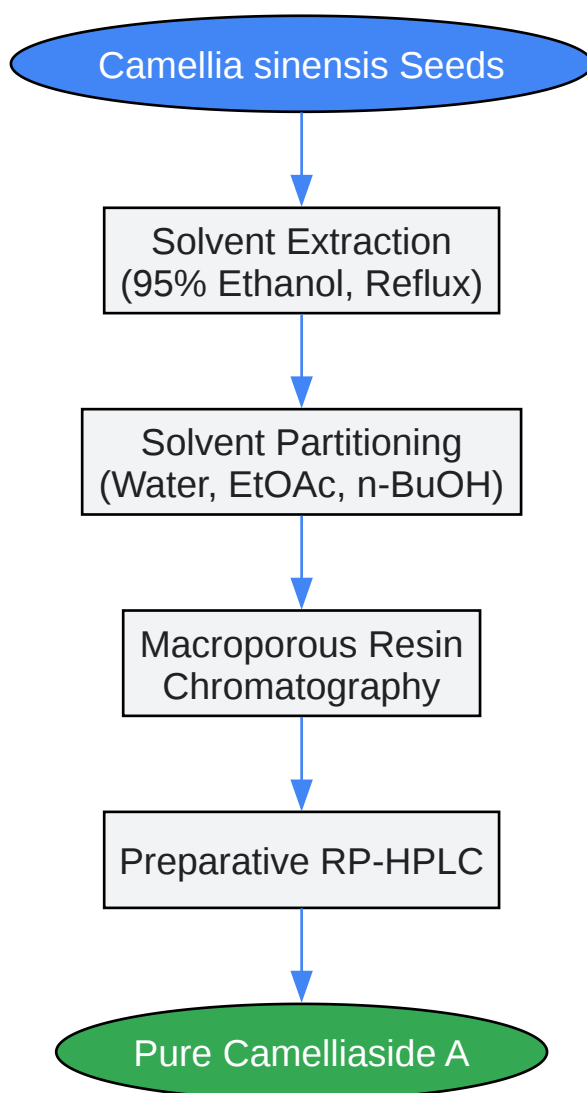 Camellia sinensis Seeds
Solvent Extraction
(95% Ethanol, Reflux)
Solvent Partitioning
(Water, EtOAc, n-BuOH)
Macroporous Resin
Chromatography
Preparative RP-HPLC
Pure Camelliaside A